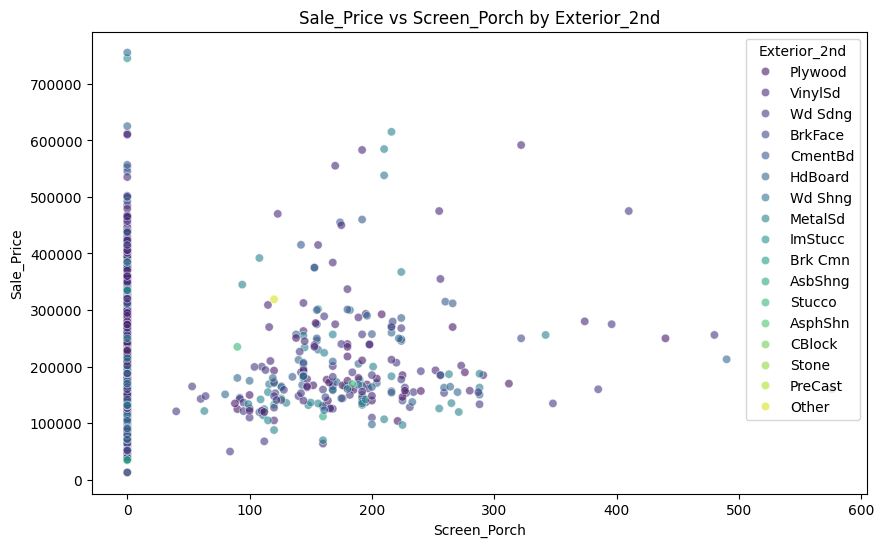 Sale_Price vs Screen_Porch by Exterior_2nd
Exterior_2nd
Plywood
VinylSd
Wd Sdng
BrkFace
CmentBd
HdBoard
Wd Shng
MetalSd
ImStucc
Brk Cmn
AsbShng
Stucco
AsphShn
CBlock
Stone
PreCast
Other
Sale_Price
700000
600000
500000
400000
300000
200000
100000
0
0 100 200 300 400 500 600
Screen_Porch